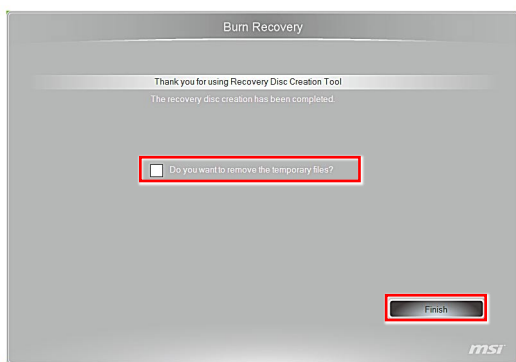 Burn Recovery
Thank you for using Recovery Disc Creation Tool
The recovery disc creation has been completed.
Do you want to remove the temporary files?
Finish
msi